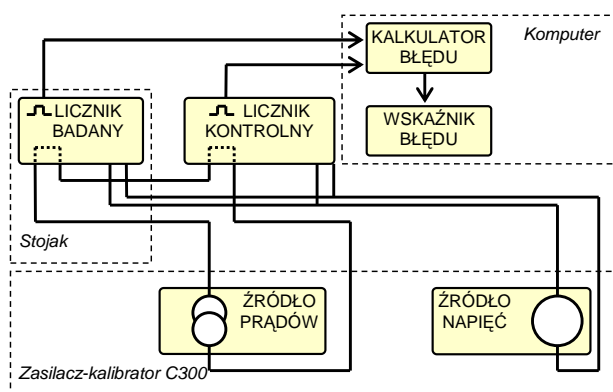 KALKULATOR
BŁĘDU
Komputer
LICZNIK
BADANY
LICZNIK
KONTROLNY
WSKAŹNIK
BŁĘDU
Stojak
ŹRÓDŁO
PRĄDÓW
ŹRÓDŁO
NAPIĘĆ
Zasilacz-kalibrator C300